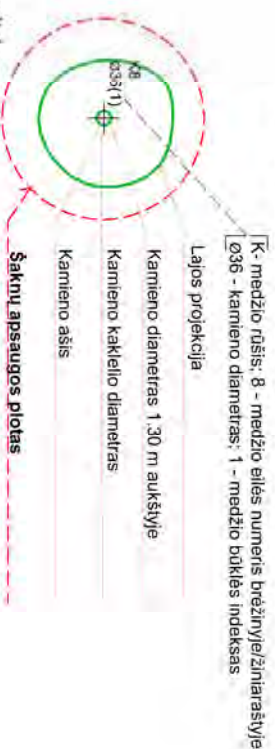 K- medžio rūšis; 8 - medžio eilės numeris brėžinyje/žiniaraštyje
ø36 - kamieno diametras; 1 - medžio būklės indeksas
K8
ø36(1)
Lajos projekcija
Kamieno diametras 1,30 m aukštyje
Kamieno kaklelio diametras
Kamieno ašis
Šaknų apsaugos plotas